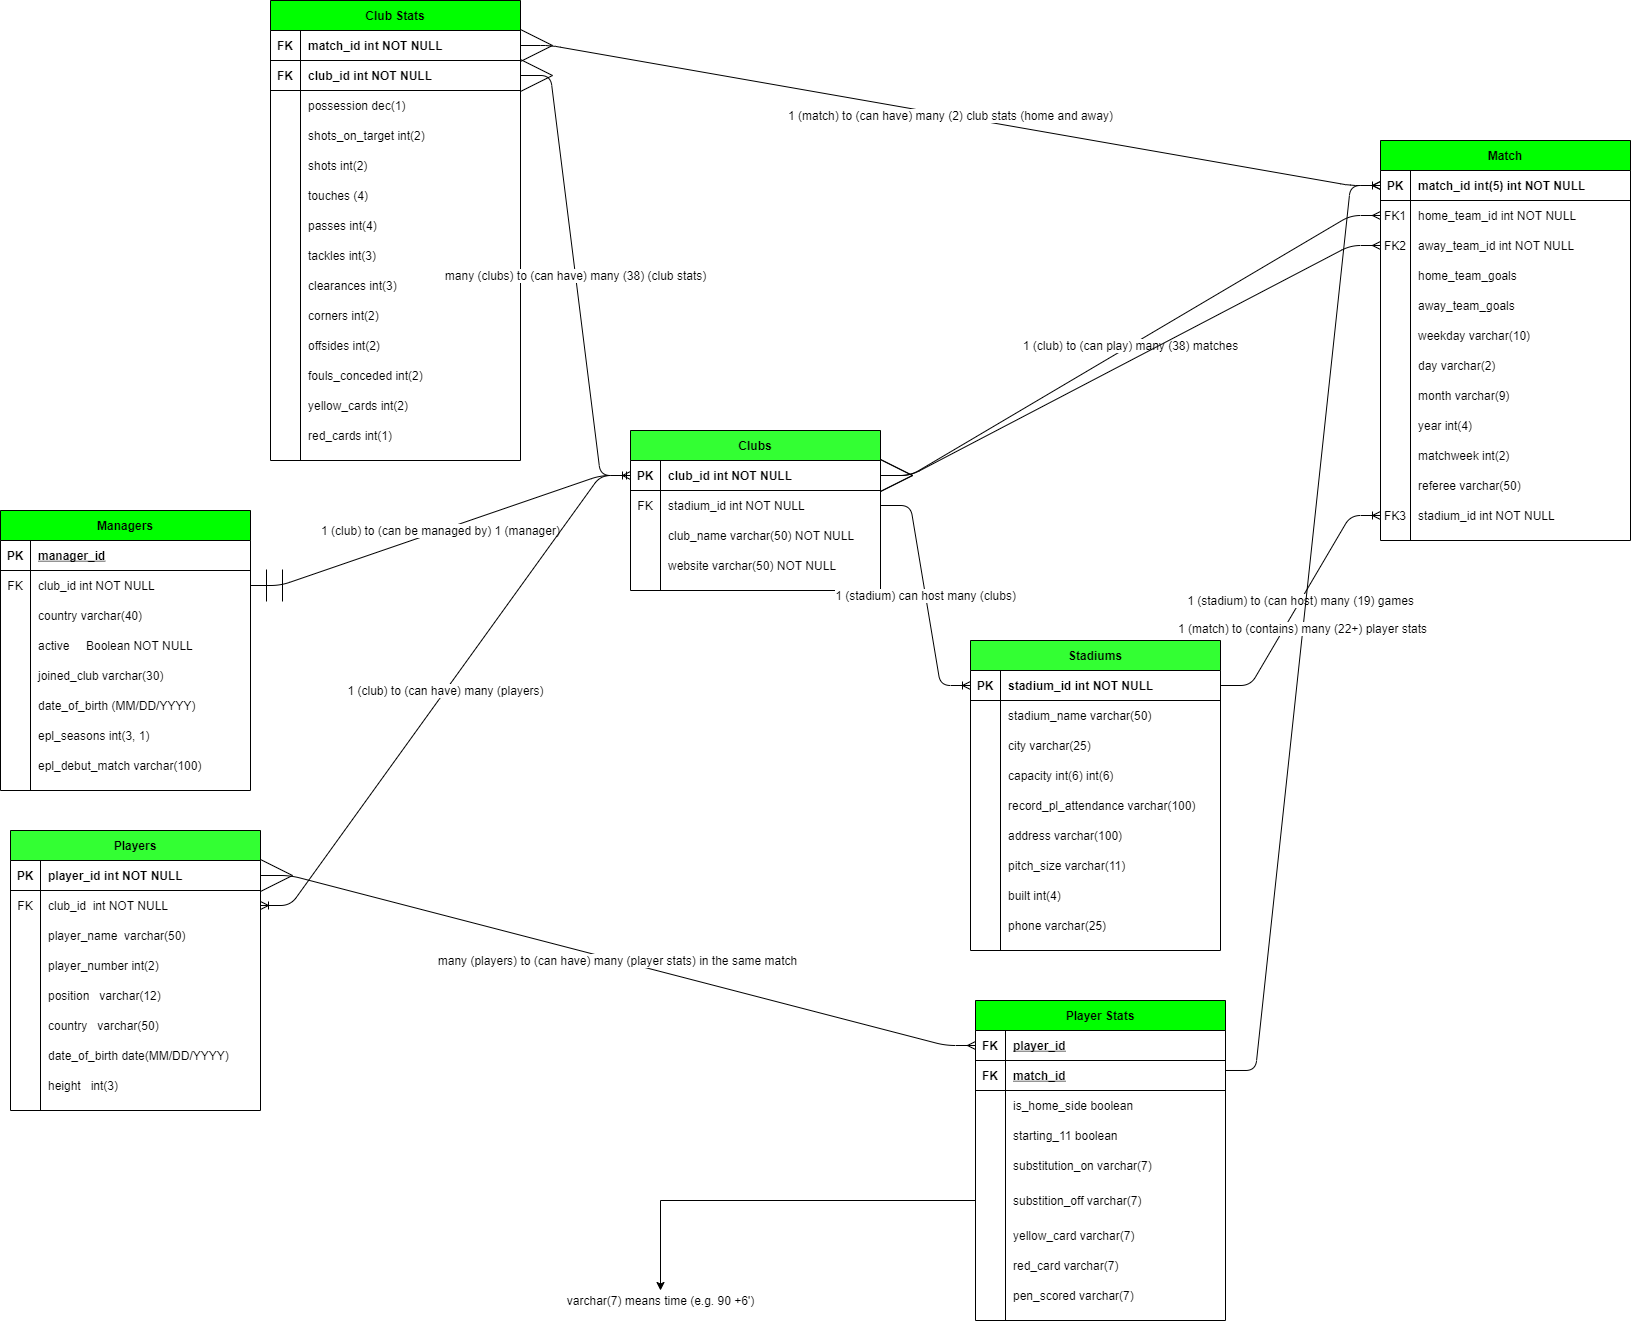 Club Stats
FK match_id int NOT NULL
FK club_id int NOT NULL
possession dec(1)
shots_on_target int(2)
shots int(2)
touches (4)
passes int(4)
tackles int(3)
clearances int(3)
corners int(2)
offsides int(2)
fouls_conceded int(2)
yellow_cards int(2)
red_cards int(1)
1 (match) to (can have) many (2) club stats (home and away)
many (clubs) to (can have) many (38) (club stats)
Match
PK match_id int(5) int NOT NULL
FK1 home_team_id int NOT NULL
FK2 away_team_id int NOT NULL
home_team_goals
away_team_goals
weekday varchar(10)
day varchar(2)
month varchar(9)
year int(4)
matchweek int(2)
referee varchar(50)
FK3 stadium_id int NOT NULL
1 (club) to (can play) many (38) matches
Clubs
PK club_id int NOT NULL
FK stadium_id int NOT NULL
club_name varchar(50) NOT NULL
website varchar(50) NOT NULL
1 (stadium) can host many (clubs)
1 (club) to (can be managed by) 1 (manager)
Managers
PK manager_id
FK club_id int NOT NULL
country varchar(40)
active Boolean NOT NULL
joined_club varchar(30)
date_of_birth (MM/DD/YYYY)
epl_seasons int(3, 1)
epl_debut_match varchar(100)
1 (club) to (can have) many (players)
1 (stadium) to (can host) many (19) games
1 (match) to (contains) many (22+) player stats
Stadiums
PK stadium_id int NOT NULL
stadium_name varchar(50)
city varchar(25)
capacity int(6) int(6)
record_pl_attendance varchar(100)
address varchar(100)
pitch_size varchar(11)
built int(4)
phone varchar(25)
Players
PK player_id int NOT NULL
FK club_id int NOT NULL
player_name varchar(50)
player_number int(2)
position varchar(12)
country varchar(50)
date_of_birth date(MM/DD/YYYY)
height int(3)
many (players) to (can have) many (player stats) in the same match
Player Stats
FK player_id
FK match_id
is_home_side boolean
starting_11 boolean
substitution_on varchar(7)
substition_off varchar(7)
yellow_card varchar(7)
red_card varchar(7)
pen_scored varchar(7)
varchar(7) means time (e.g. 90 +6')